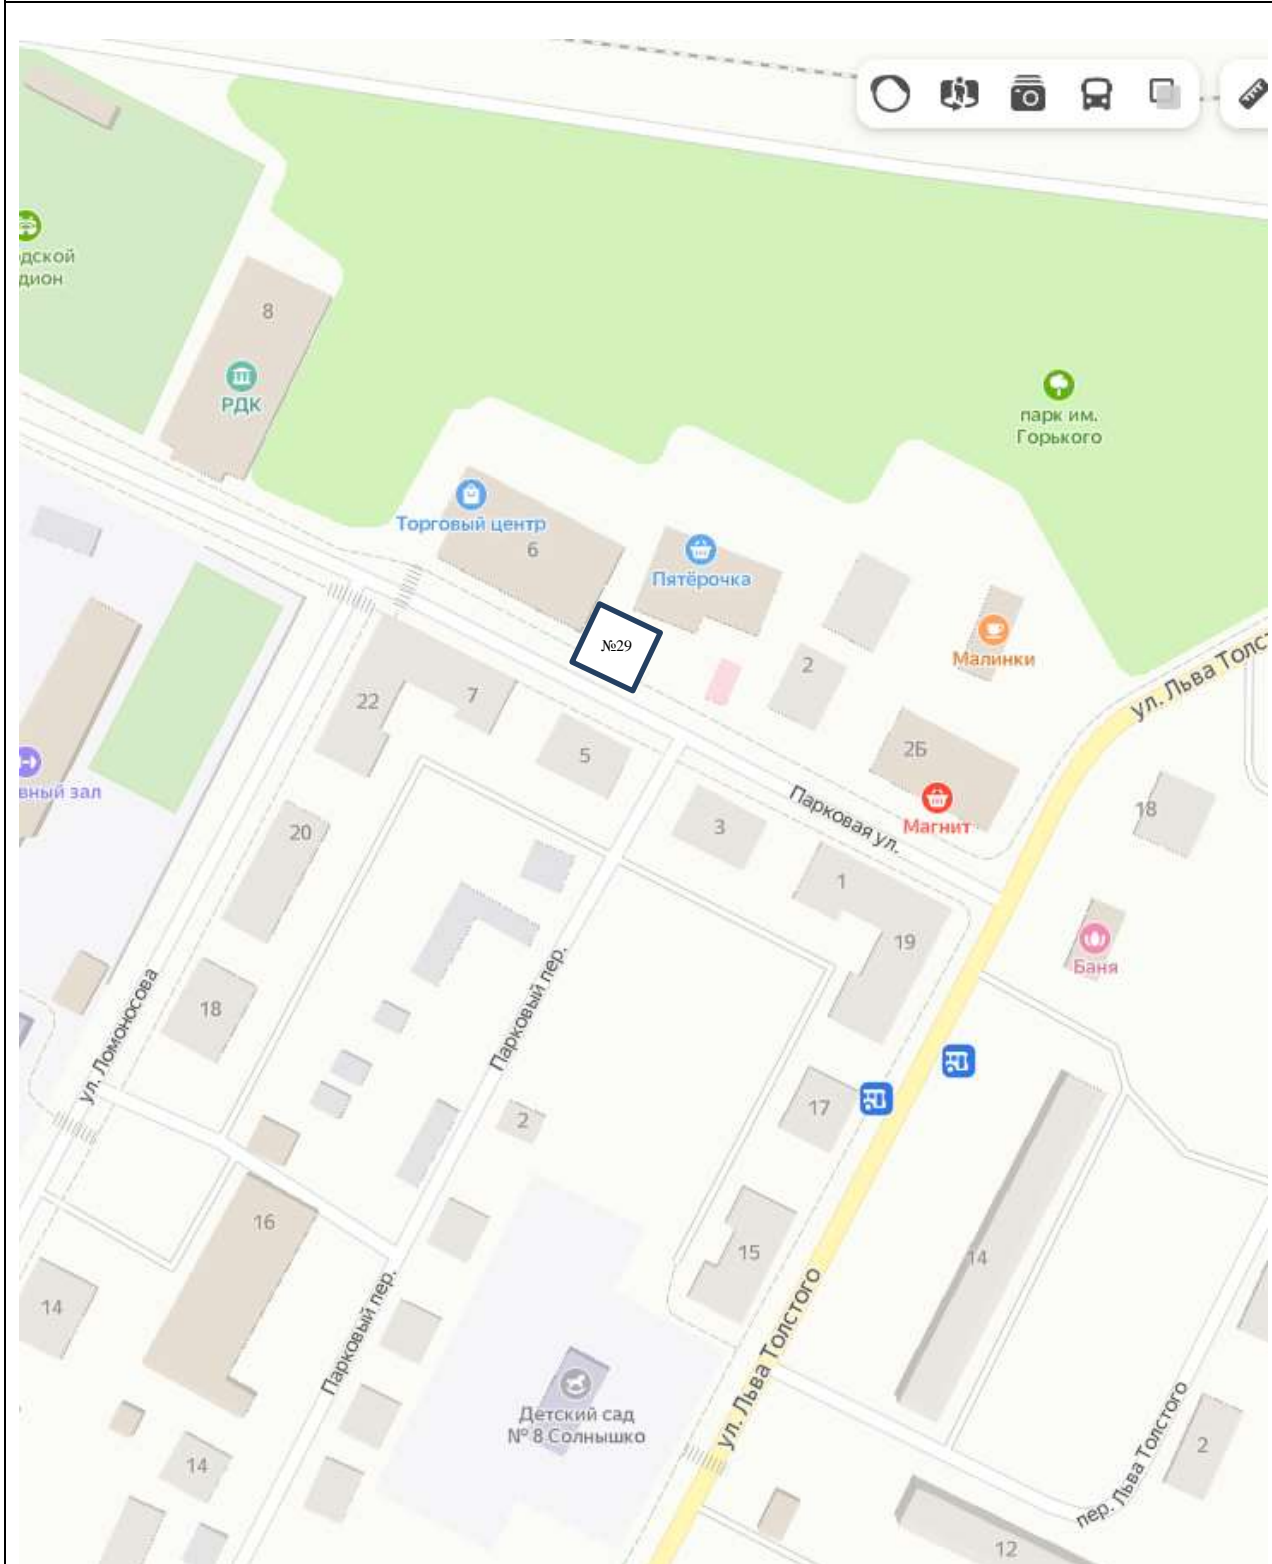 дской
дион
8
РДК
парк им.
Горького
Торговый центр
6
Пятёрочка
№29
2
Малинки
ул. Льва Толс
22
7
5
2Б
Магнит
Парковая ул.
18
вный зал
20
3
1
19
Баня
ул. Ломоносова
18
Парковый пер.
17
2
16
15
14
14
Парковый пер.
ул. Льва Толстого
Детский сад
№ 8 Солнышко
14
пер. Льва Толстого
2
12